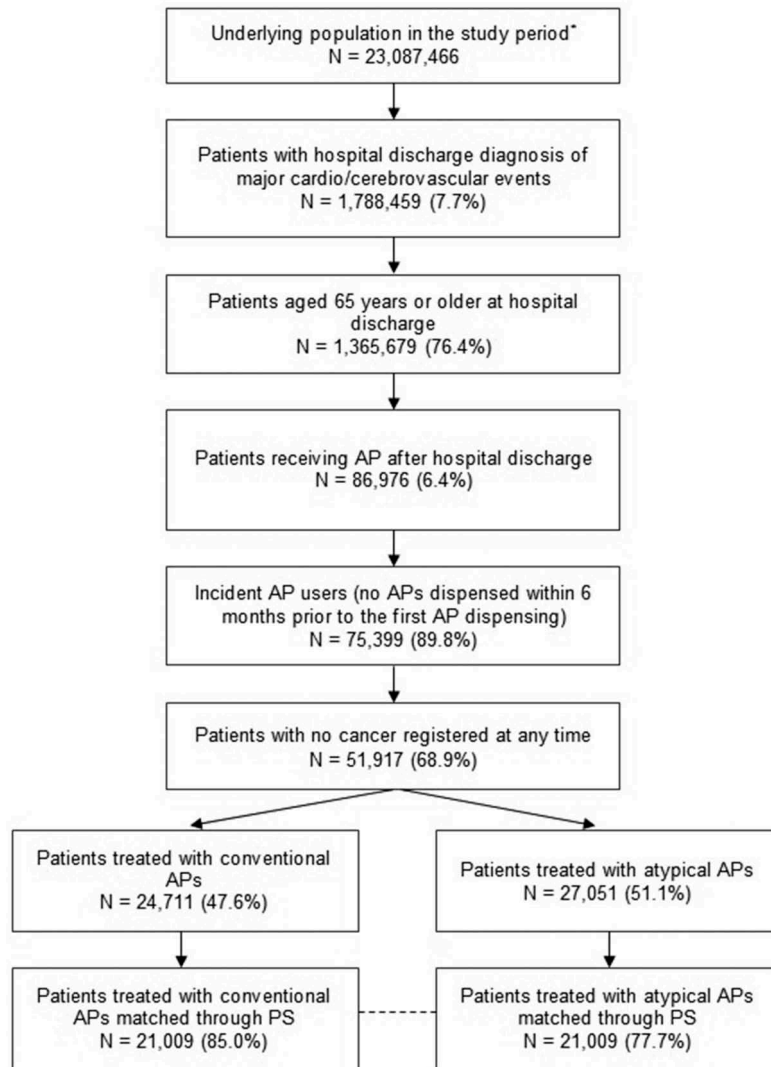 Underlying population in the study period*
N = 23,087,466
Patients with hospital discharge diagnosis of
major cardio/cerebrovascular events
N = 1,788,459 (7.7%)
Patients aged 65 years or older at hospital
discharge
N = 1,365,679 (76.4%)
Patients receiving AP after hospital discharge
N = 86,976 (6.4%)
Incident AP users (no APs dispensed within 6
months prior to the first AP dispensing)
N = 75,399 (89.8%)
Patients with no cancer registered at any time
N = 51,917 (68.9%)
Patients treated with conventional
APs
N = 24,711 (47.6%)
Patients treated with atypical APs
N = 27,051 (51.1%)
Patients treated with conventional
APs matched through PS
N = 21,009 (85.0%)
Patients treated with atypical APs
matched through PS
N = 21,009 (77.7%)